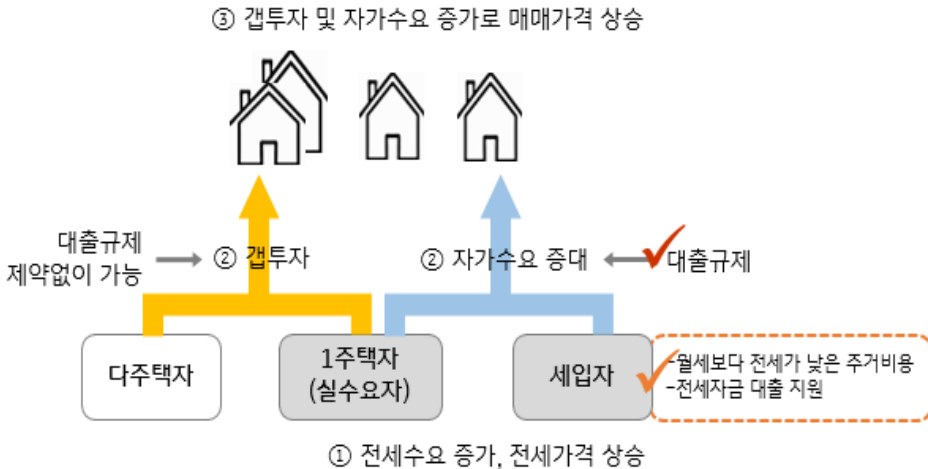 ③ 갭투자 및 자가수요 증가로 매매가격 상승
대출규제
제약없이 가능
② 갭투자
② 자가수요 증대
대출규제
다주택자
1주택자
(실수요자)
세입자
-월세보다 전세가 낮은 주거비용
-전세자금 대출 지원
① 전세수요 증가, 전세가격 상승